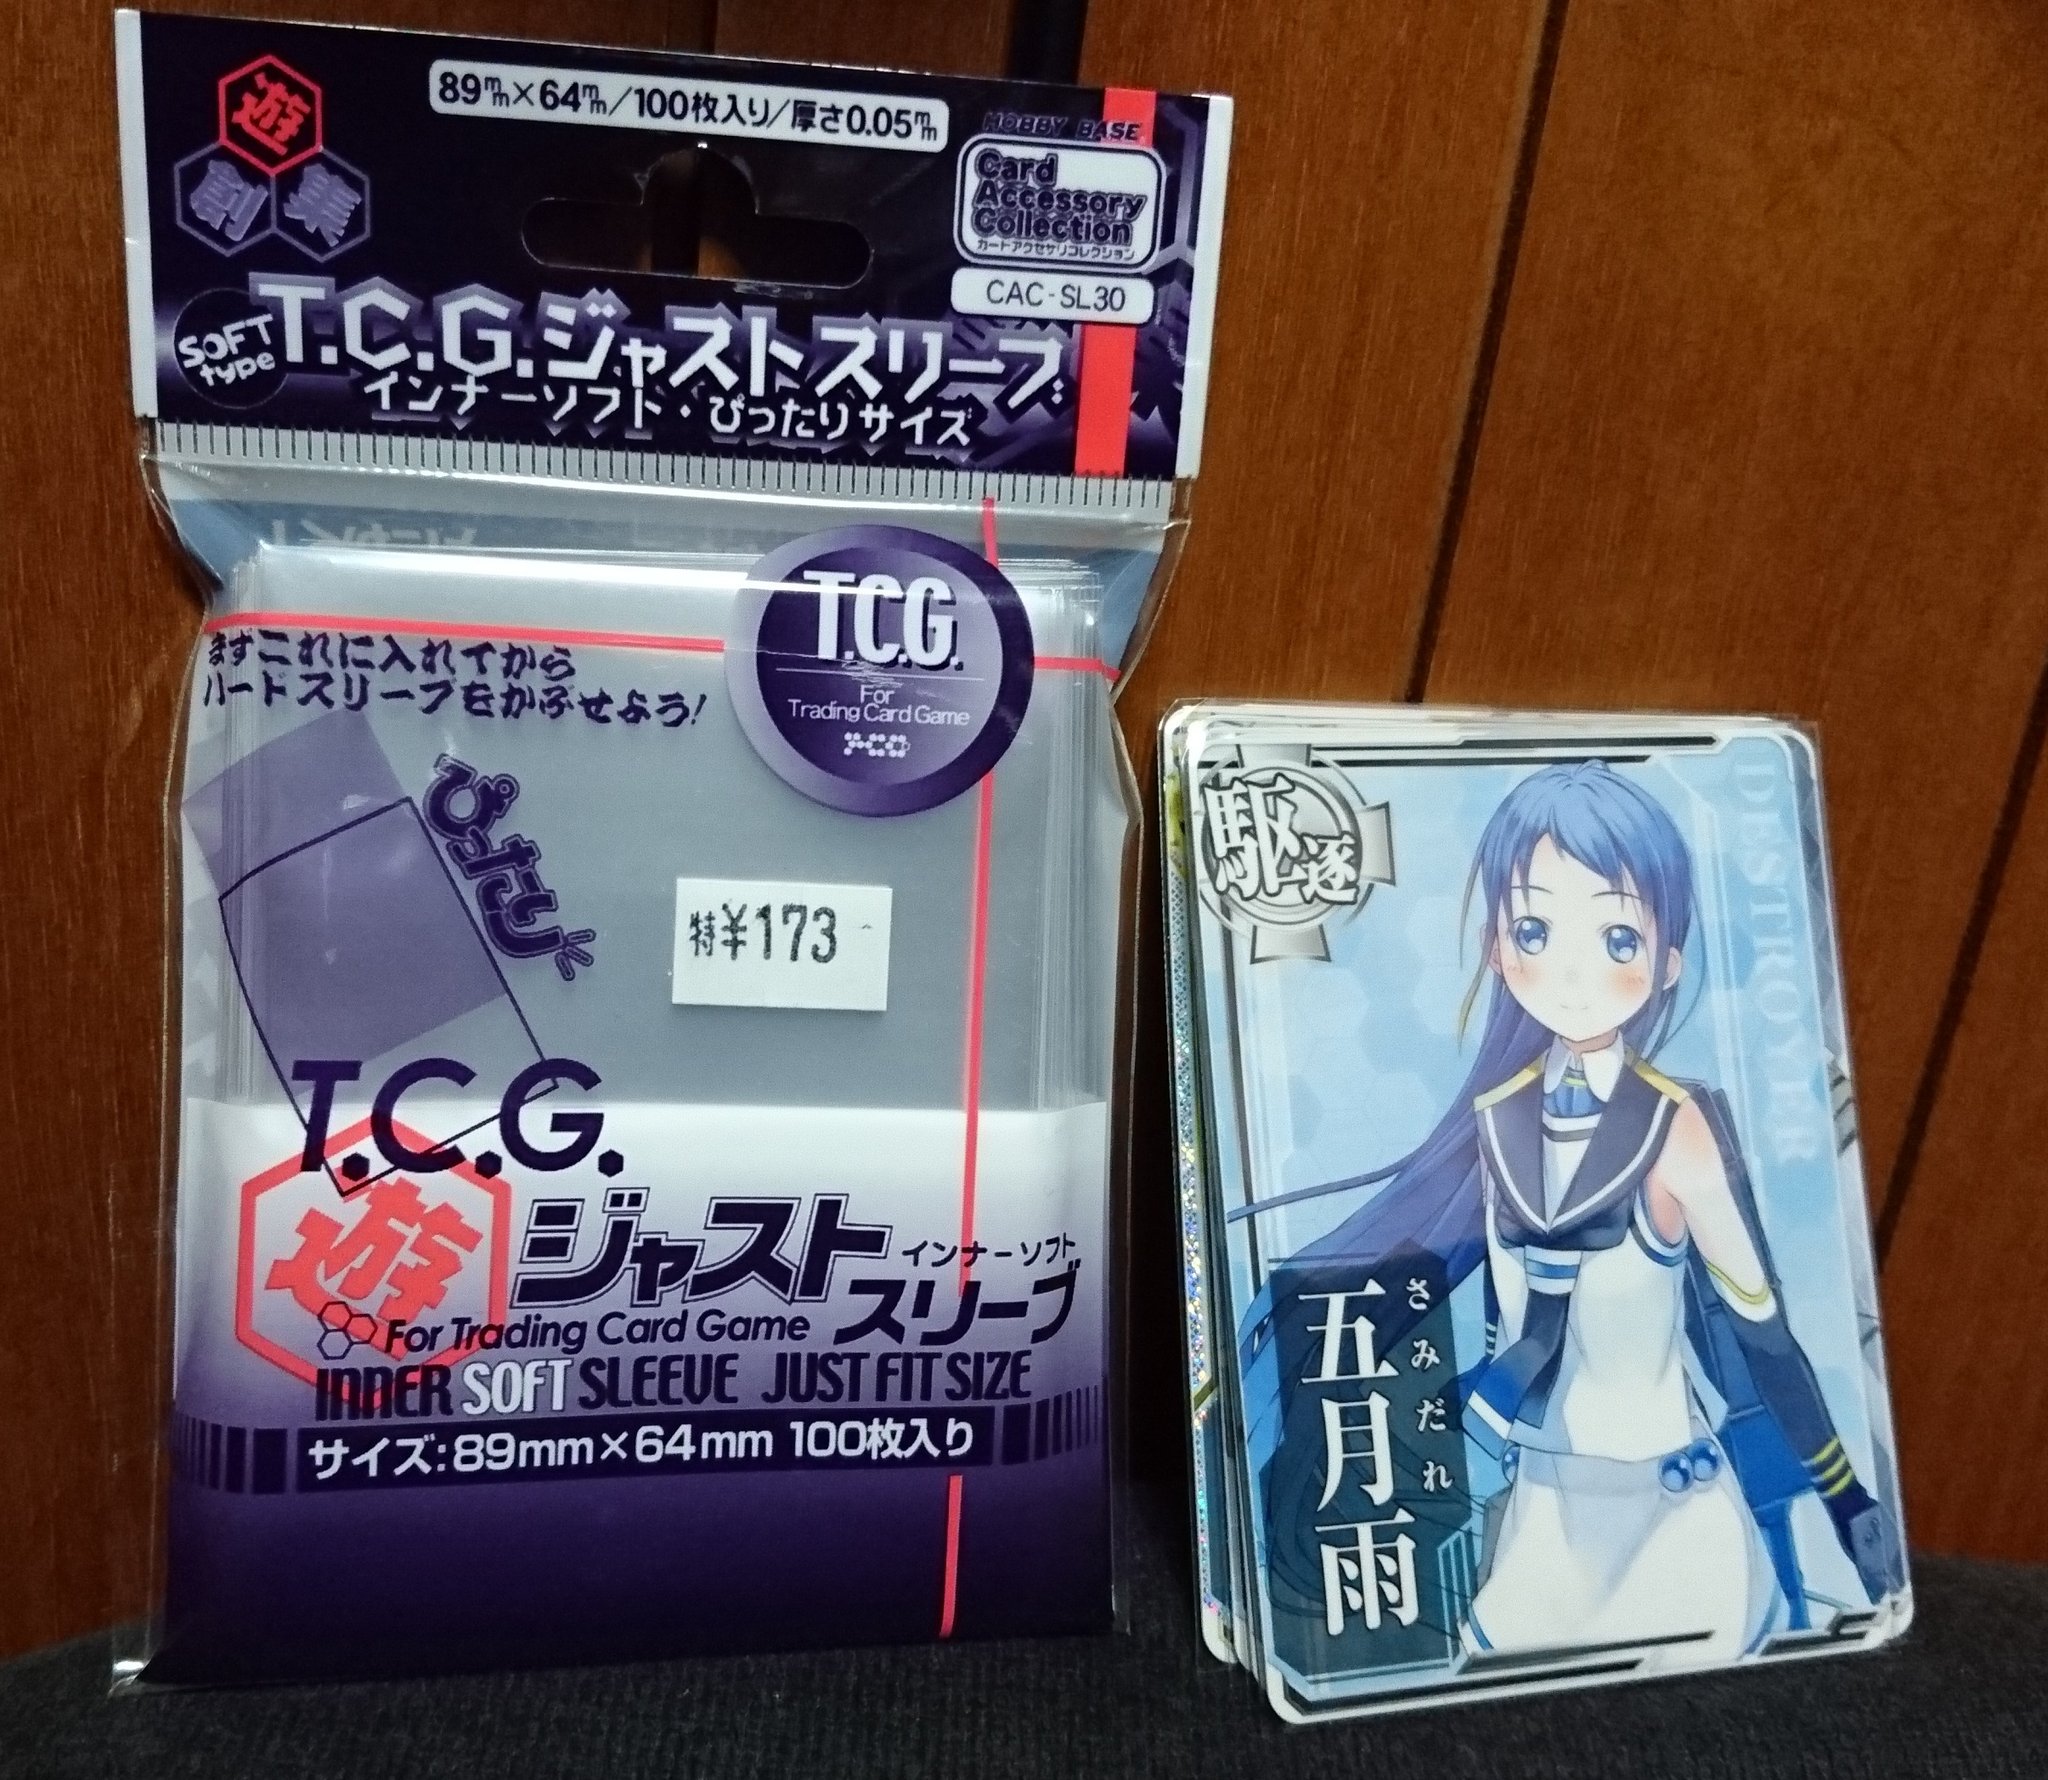 89㎜×64㎜/100枚入り/厚さ0.05㎜
遊
創
集
HOBBY BASE
Card
Accessory
Collection
カードアクセサリコレクション
CAC-SL30
SOFT
type
T.C.G.ジャストスリーブ
インナーソフト・ぴったりサイズ
まずこれに入れてから
ハードスリーブをかぶせよう!
T.C.G.
For
Trading Card Game
ぴったり
特¥173
T.C.G.
遊
ジャスト
インナーソフト
スリーブ
For Trading Card Game
INNER SOFT SLEEVE JUST FIT SIZE
サイズ:89mm×64mm 100枚入り
駆逐
DESTROYER
さみだれ
五月雨